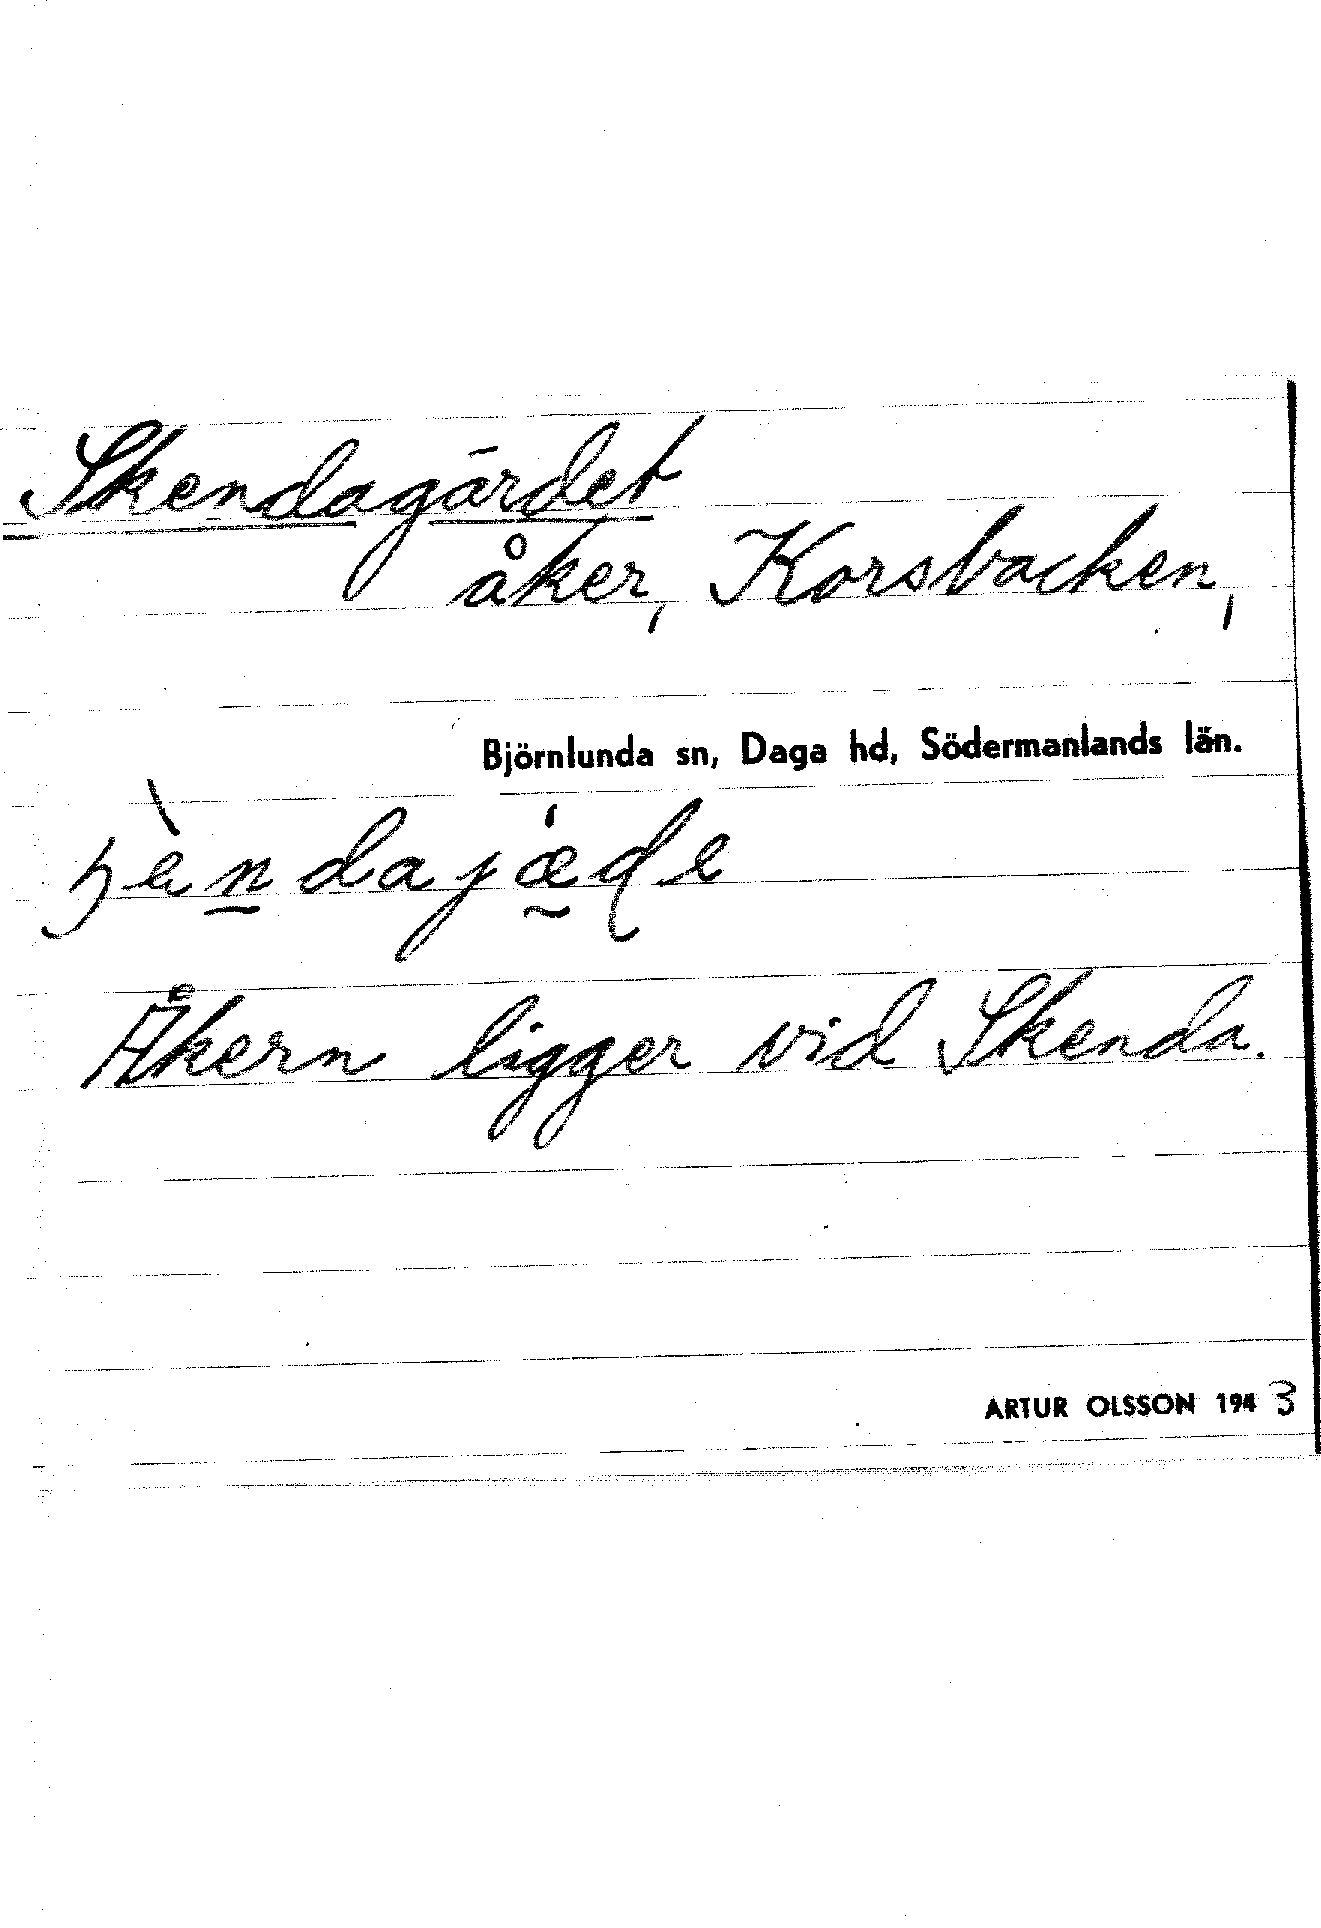 Skendagärdet
åker, Korsbacken,
Björnlunda sn, Daga hd, Södermanlands län.
Åkern ligger vid Skenda.
ARTUR OLSSON 1943